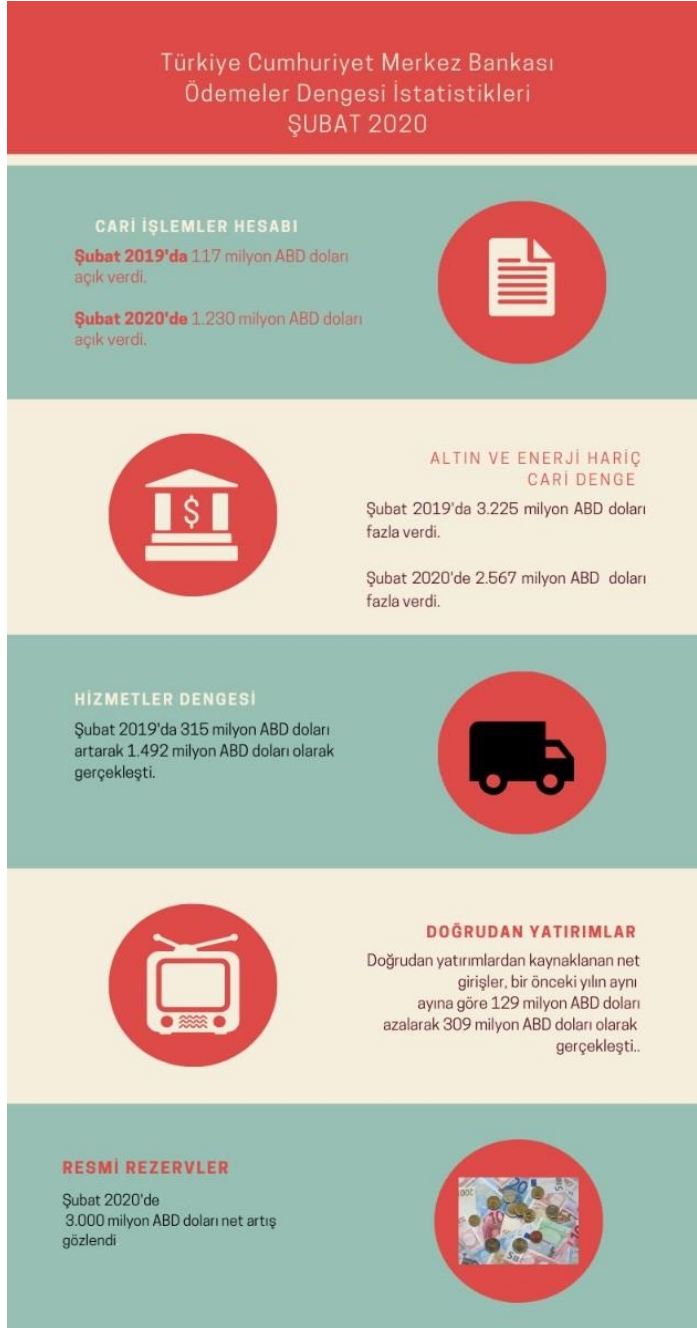 Türkiye Cumhuriyet Merkez Bankası
Ödemeler Dengesi İstatistikleri
ŞUBAT 2020
CARİ İŞLEMLER HESABI
Şubat 2019'da 117 milyon ABD doları
açık verdi.
Şubat 2020'de 1.230 milyon ABD doları
açık verdi.
$
ALTIN VE ENERJİ HARİÇ
CARİ DENGE
Şubat 2019'da 3.225 milyon ABD doları
fazla verdi.
Şubat 2020'de 2.567 milyon ABD doları
fazla verdi.
HİZMETLER DENGESİ
Şubat 2019'da 315 milyon ABD doları
artarak 1.492 milyon ABD doları olarak
gerçekleşti.
DOĞRUDAN YATIRIMLAR
Doğrudan yatırımlardan kaynaklanan net
girişler, bir önceki yılın aynı
ayına göre 129 milyon ABD doları
azalarak 309 milyon ABD doları olarak
gerçekleşti..
RESMİ REZERVLER
Şubat 2020'de
3.000 milyon ABD doları net artış
gözlendi